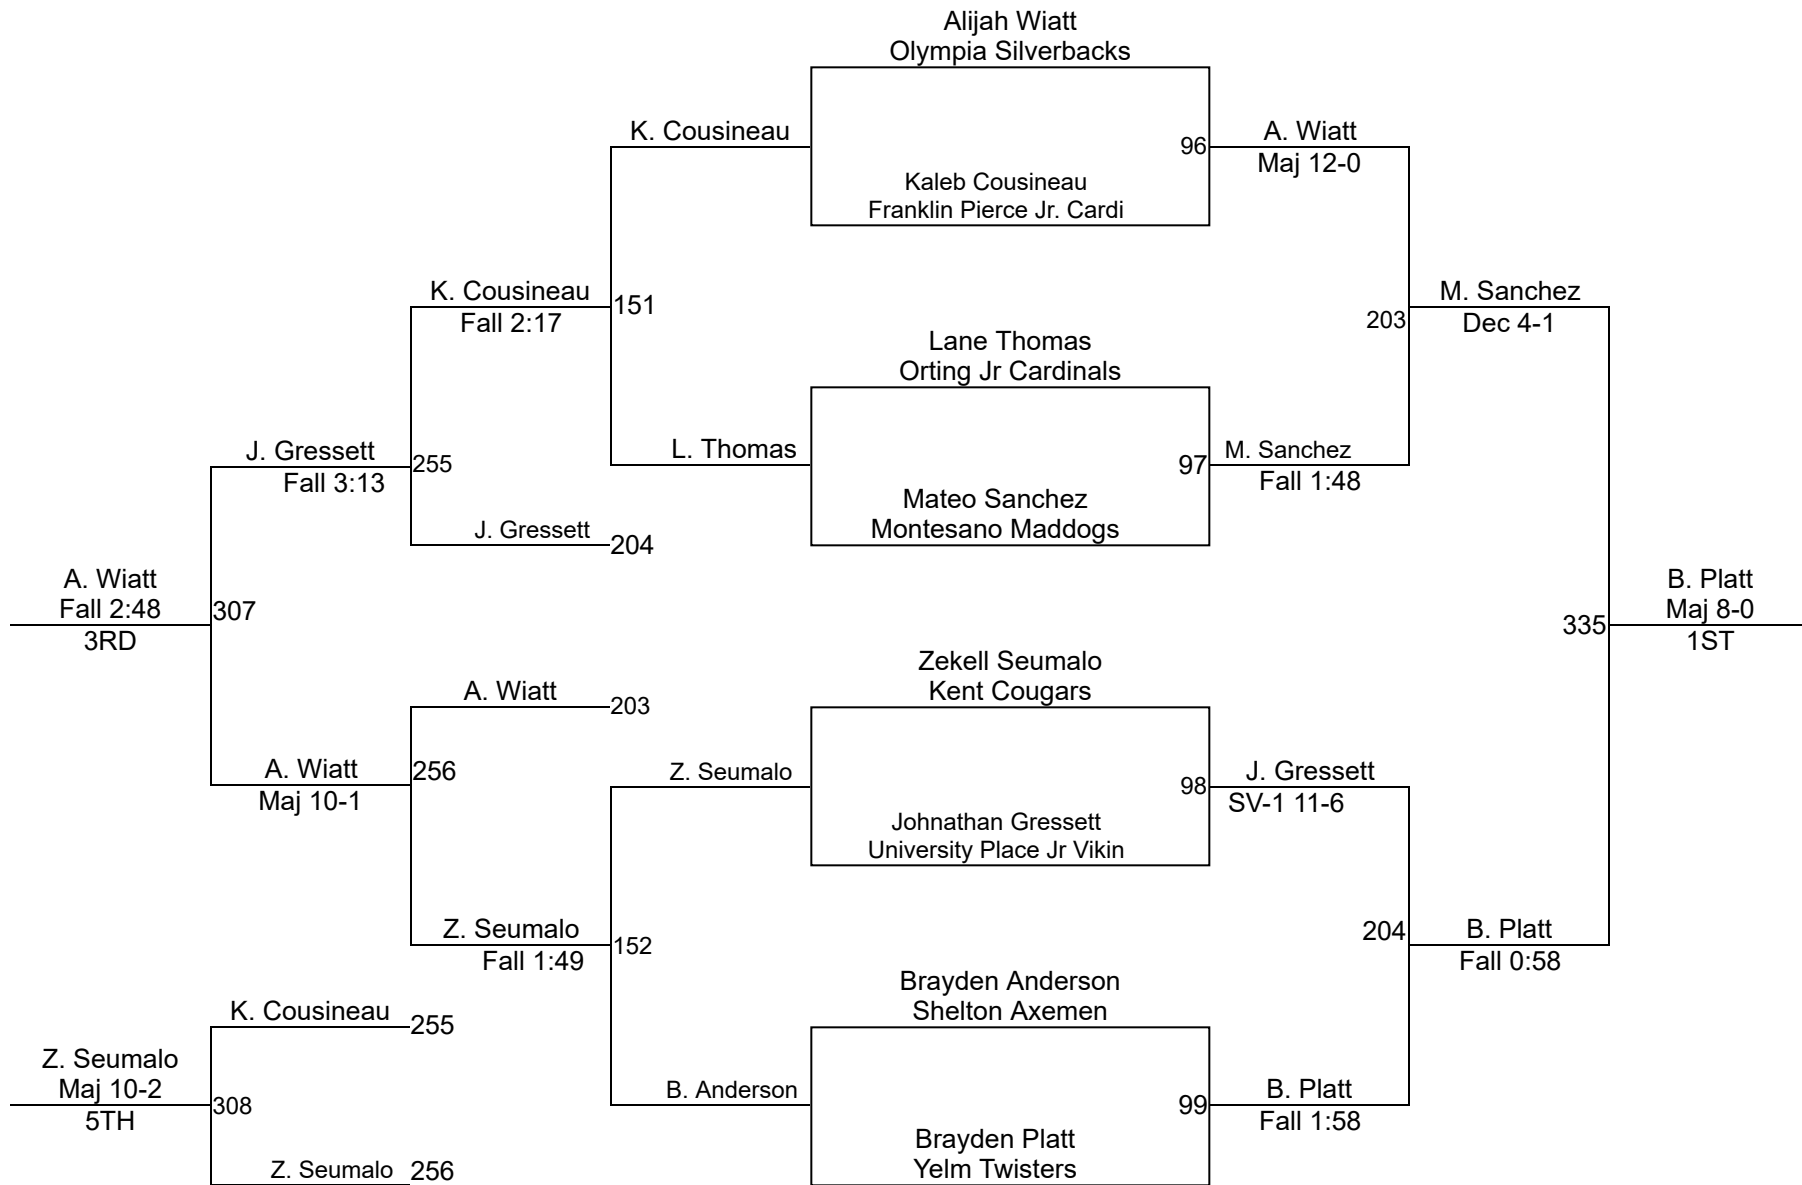 Alijah Wiatt
Olympia Silverbacks
K. Cousineau
96
A. Wiatt
Maj 12-0
Kaleb Cousineau
Franklin Pierce Jr. Cardi
K. Cousineau
Fall 2:17
151
M. Sanchez
Dec 4-1
203
Lane Thomas
Orting Jr Cardinals
J. Gressett
Fall 3:13
255
L. Thomas
97
M. Sanchez
Fall 1:48
Mateo Sanchez
Montesano Maddogs
J. Gressett
204
A. Wiatt
Fall 2:48
3RD
307
335
B. Platt
Maj 8-0
1ST
Zekell Seumalo
Kent Cougars
A. Wiatt
203
A. Wiatt
Maj 10-1
256
Z. Seumalo
98
J. Gressett
SV-1 11-6
Johnathan Gressett
University Place Jr Vikin
Z. Seumalo
Fall 1:49
152
204
B. Platt
Fall 0:58
Brayden Anderson
Shelton Axemen
K. Cousineau
255
Z. Seumalo
Maj 10-2
5TH
308
B. Anderson
99
B. Platt
Fall 1:58
Brayden Platt
Yelm Twisters
Z. Seumalo
256